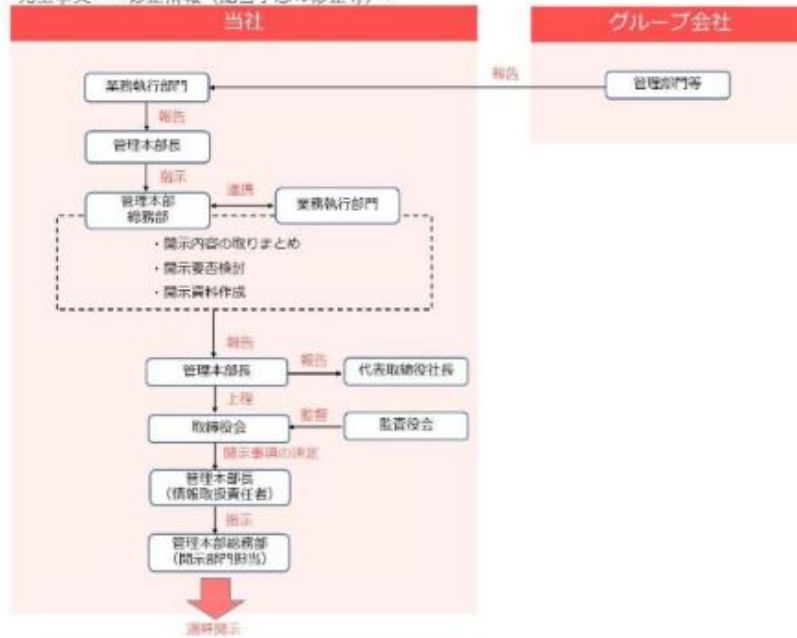 当社
グループ会社
業務執行部門
報告
管理部門等
報告
管理本部長
指示
管理本部
総務部
連携
業務執行部門
・開示内容の取りまとめ
・開示要否検討
・開示資料作成
報告
管理本部長
報告
代表取締役社長
上程
取締役会
監督
監査役会
開示事項の決定
管理本部長
(情報取扱責任者)
指示
管理本部総務部
(開示部門担当)
適時開示